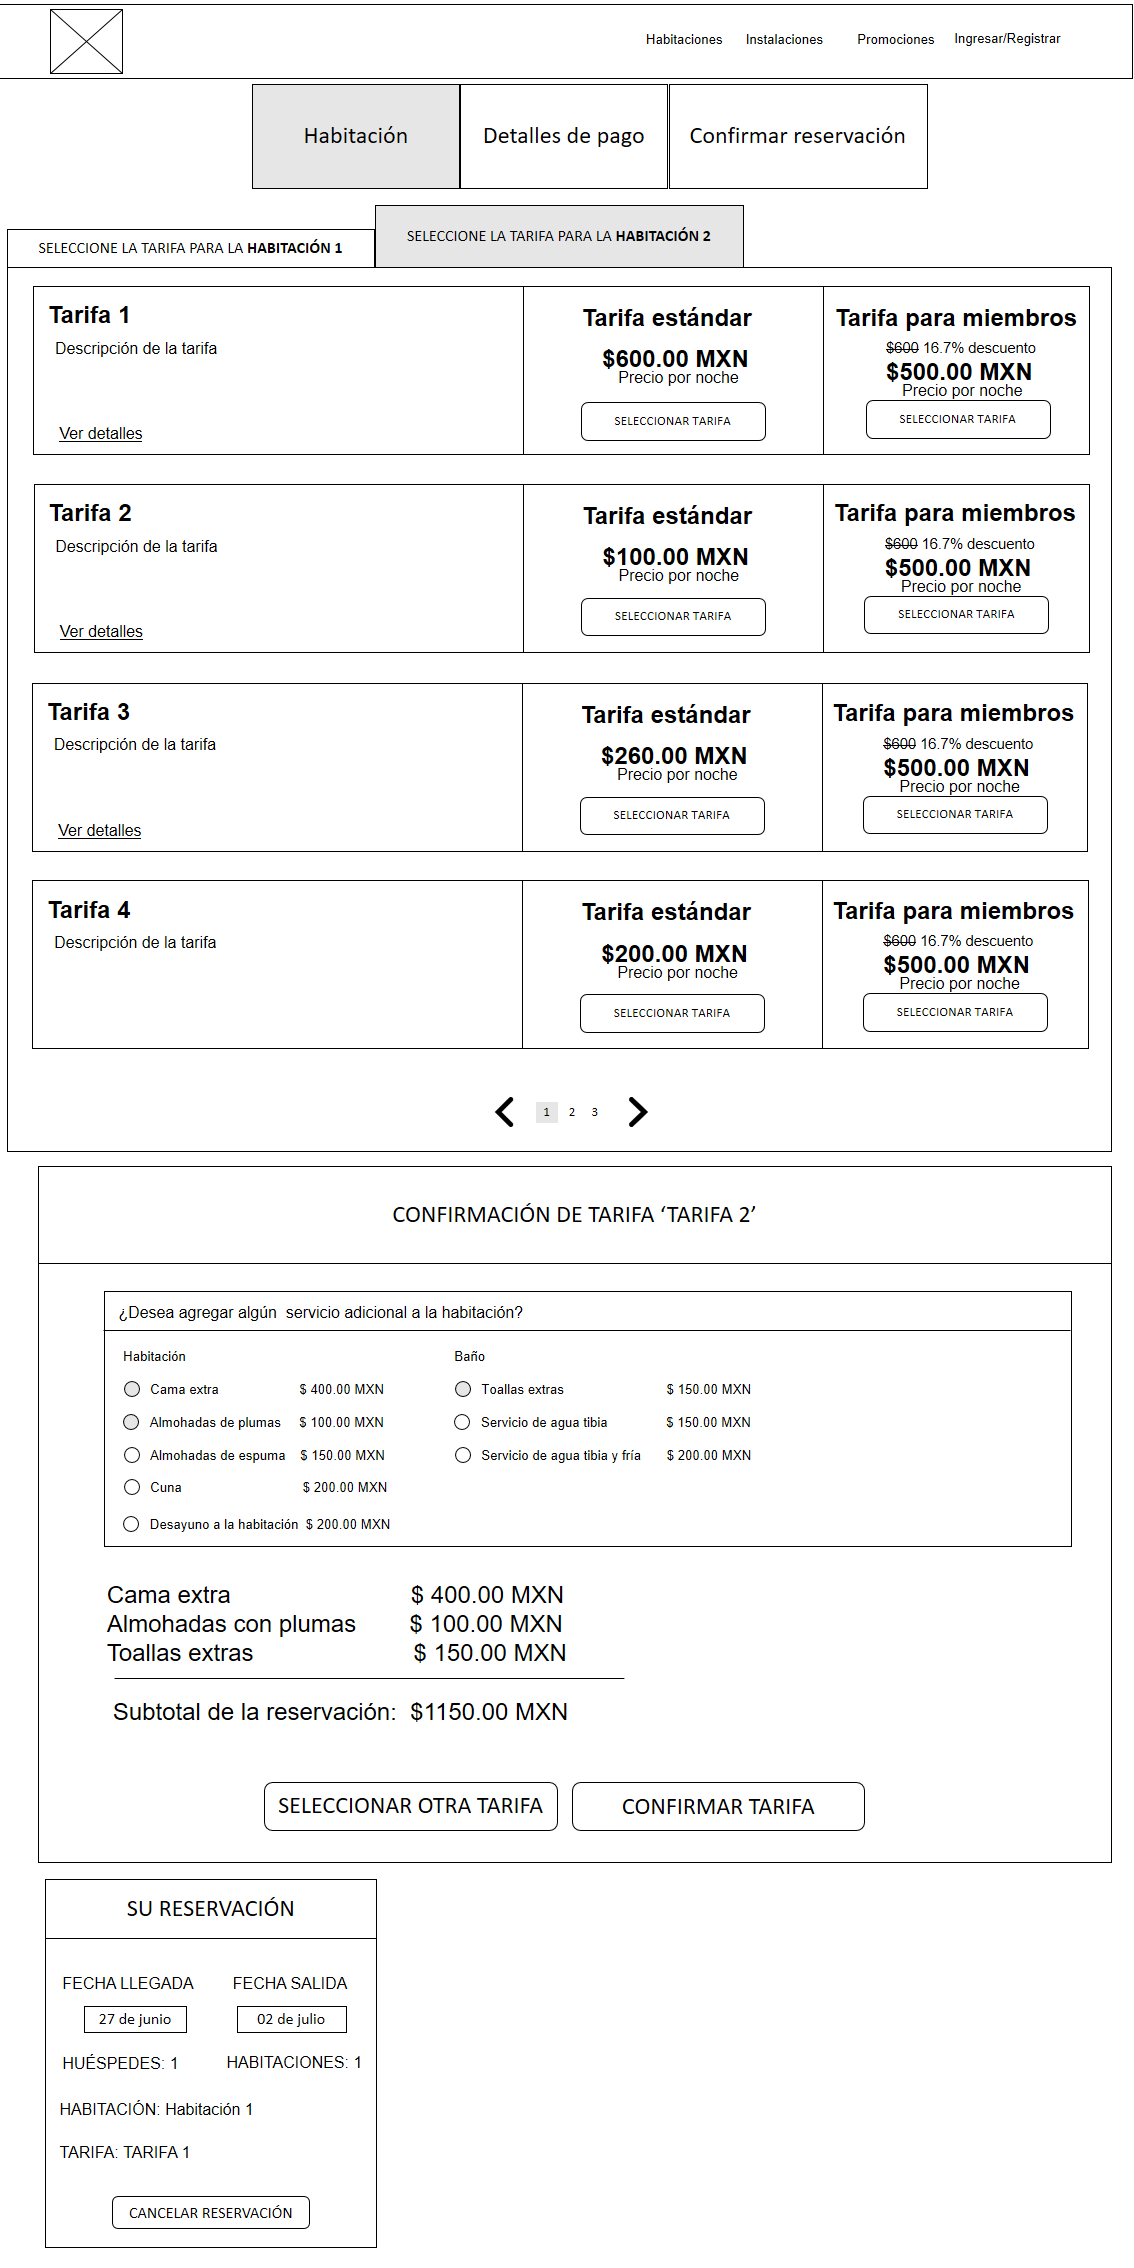 Habitaciones Instalaciones Promociones Ingresar/Registrar
Habitación
Detalles de pago
Confirmar reservación
SELECCIONE LA TARIFA PARA LA HABITACIÓN 1
SELECCIONE LA TARIFA PARA LA HABITACIÓN 2
Tarifa 1
Descripción de la tarifa
Ver detalles
Tarifa estándar
$600.00 MXN
Precio por noche
SELECCIONAR TARIFA
Tarifa para miembros
$600 16.7% descuento
$500.00 MXN
Precio por noche
SELECCIONAR TARIFA
Tarifa 2
Descripción de la tarifa
Ver detalles
Tarifa estándar
$100.00 MXN
Precio por noche
SELECCIONAR TARIFA
Tarifa para miembros
$600 16.7% descuento
$500.00 MXN
Precio por noche
SELECCIONAR TARIFA
Tarifa 3
Descripción de la tarifa
Ver detalles
Tarifa estándar
$260.00 MXN
Precio por noche
SELECCIONAR TARIFA
Tarifa para miembros
$600 16.7% descuento
$500.00 MXN
Precio por noche
SELECCIONAR TARIFA
Tarifa 4
Descripción de la tarifa
Tarifa estándar
$200.00 MXN
Precio por noche
SELECCIONAR TARIFA
Tarifa para miembros
$600 16.7% descuento
$500.00 MXN
Precio por noche
SELECCIONAR TARIFA
1 2 3
CONFIRMACIÓN DE TARIFA ‘TARIFA 2’
¿Desea agregar algún servicio adicional a la habitación?
Habitación
Cama extra $ 400.00 MXN
Almohadas de plumas $ 100.00 MXN
Almohadas de espuma $ 150.00 MXN
Cuna $ 200.00 MXN
Desayuno a la habitación $ 200.00 MXN
Baño
Toallas extras $ 150.00 MXN
Servicio de agua tibia $ 150.00 MXN
Servicio de agua tibia y fría $ 200.00 MXN
Cama extra $ 400.00 MXN
Almohadas con plumas $ 100.00 MXN
Toallas extras $ 150.00 MXN
Subtotal de la reservación: $1150.00 MXN
SELECCIONAR OTRA TARIFA
CONFIRMAR TARIFA
SU RESERVACIÓN
FECHA LLEGADA FECHA SALIDA
27 de junio 02 de julio
HUÉSPEDES: 1 HABITACIONES: 1
HABITACIÓN: Habitación 1
TARIFA: TARIFA 1
CANCELAR RESERVACIÓN